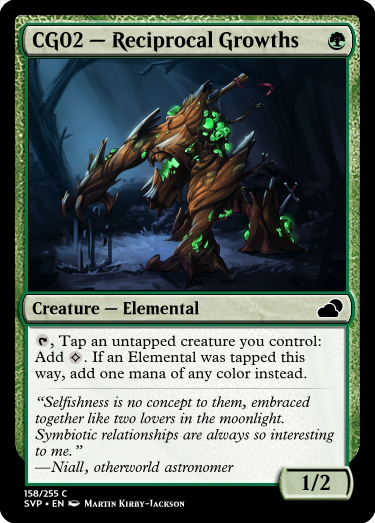 CG02 — Reciprocal Growths
Creature — Elemental
, Tap an untapped creature you control:
Add . If an Elemental was tapped this
way, add one mana of any color instead.
“Selfishness is no concept to them, embraced
together like two lovers in the moonlight.
Symbiotic relationships are always so interesting
to me.”
—Niall, otherworld astronomer
1/2
158/255 C
SVP • EN Martin Kirby-Jackson